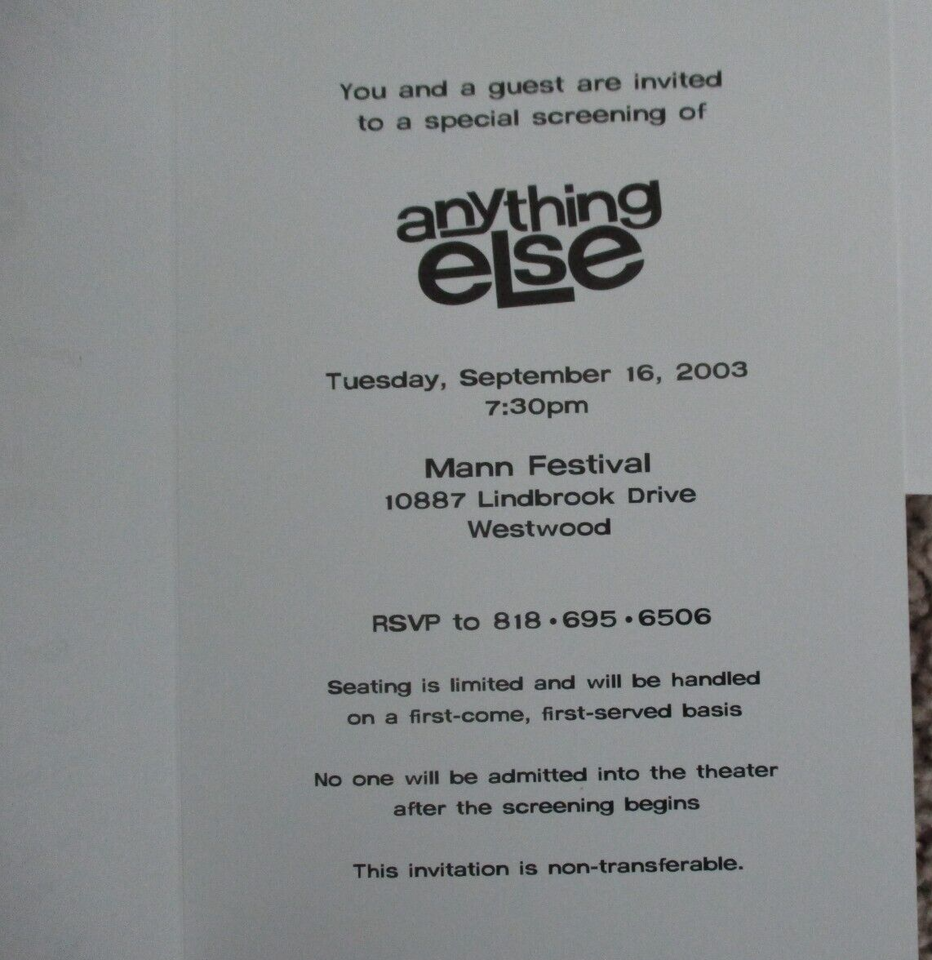 You and a guest are invited
to a special screening of
anything
eLse
Tuesday, September 16, 2003
7:30pm
Mann Festival
10887 Lindbrook Drive
Westwood
RSVP to 818•695•6506
Seating is limited and will be handled
on a first-come, first-served basis
No one will be admitted into the theater
after the screening begins
This invitation is non-transferable.